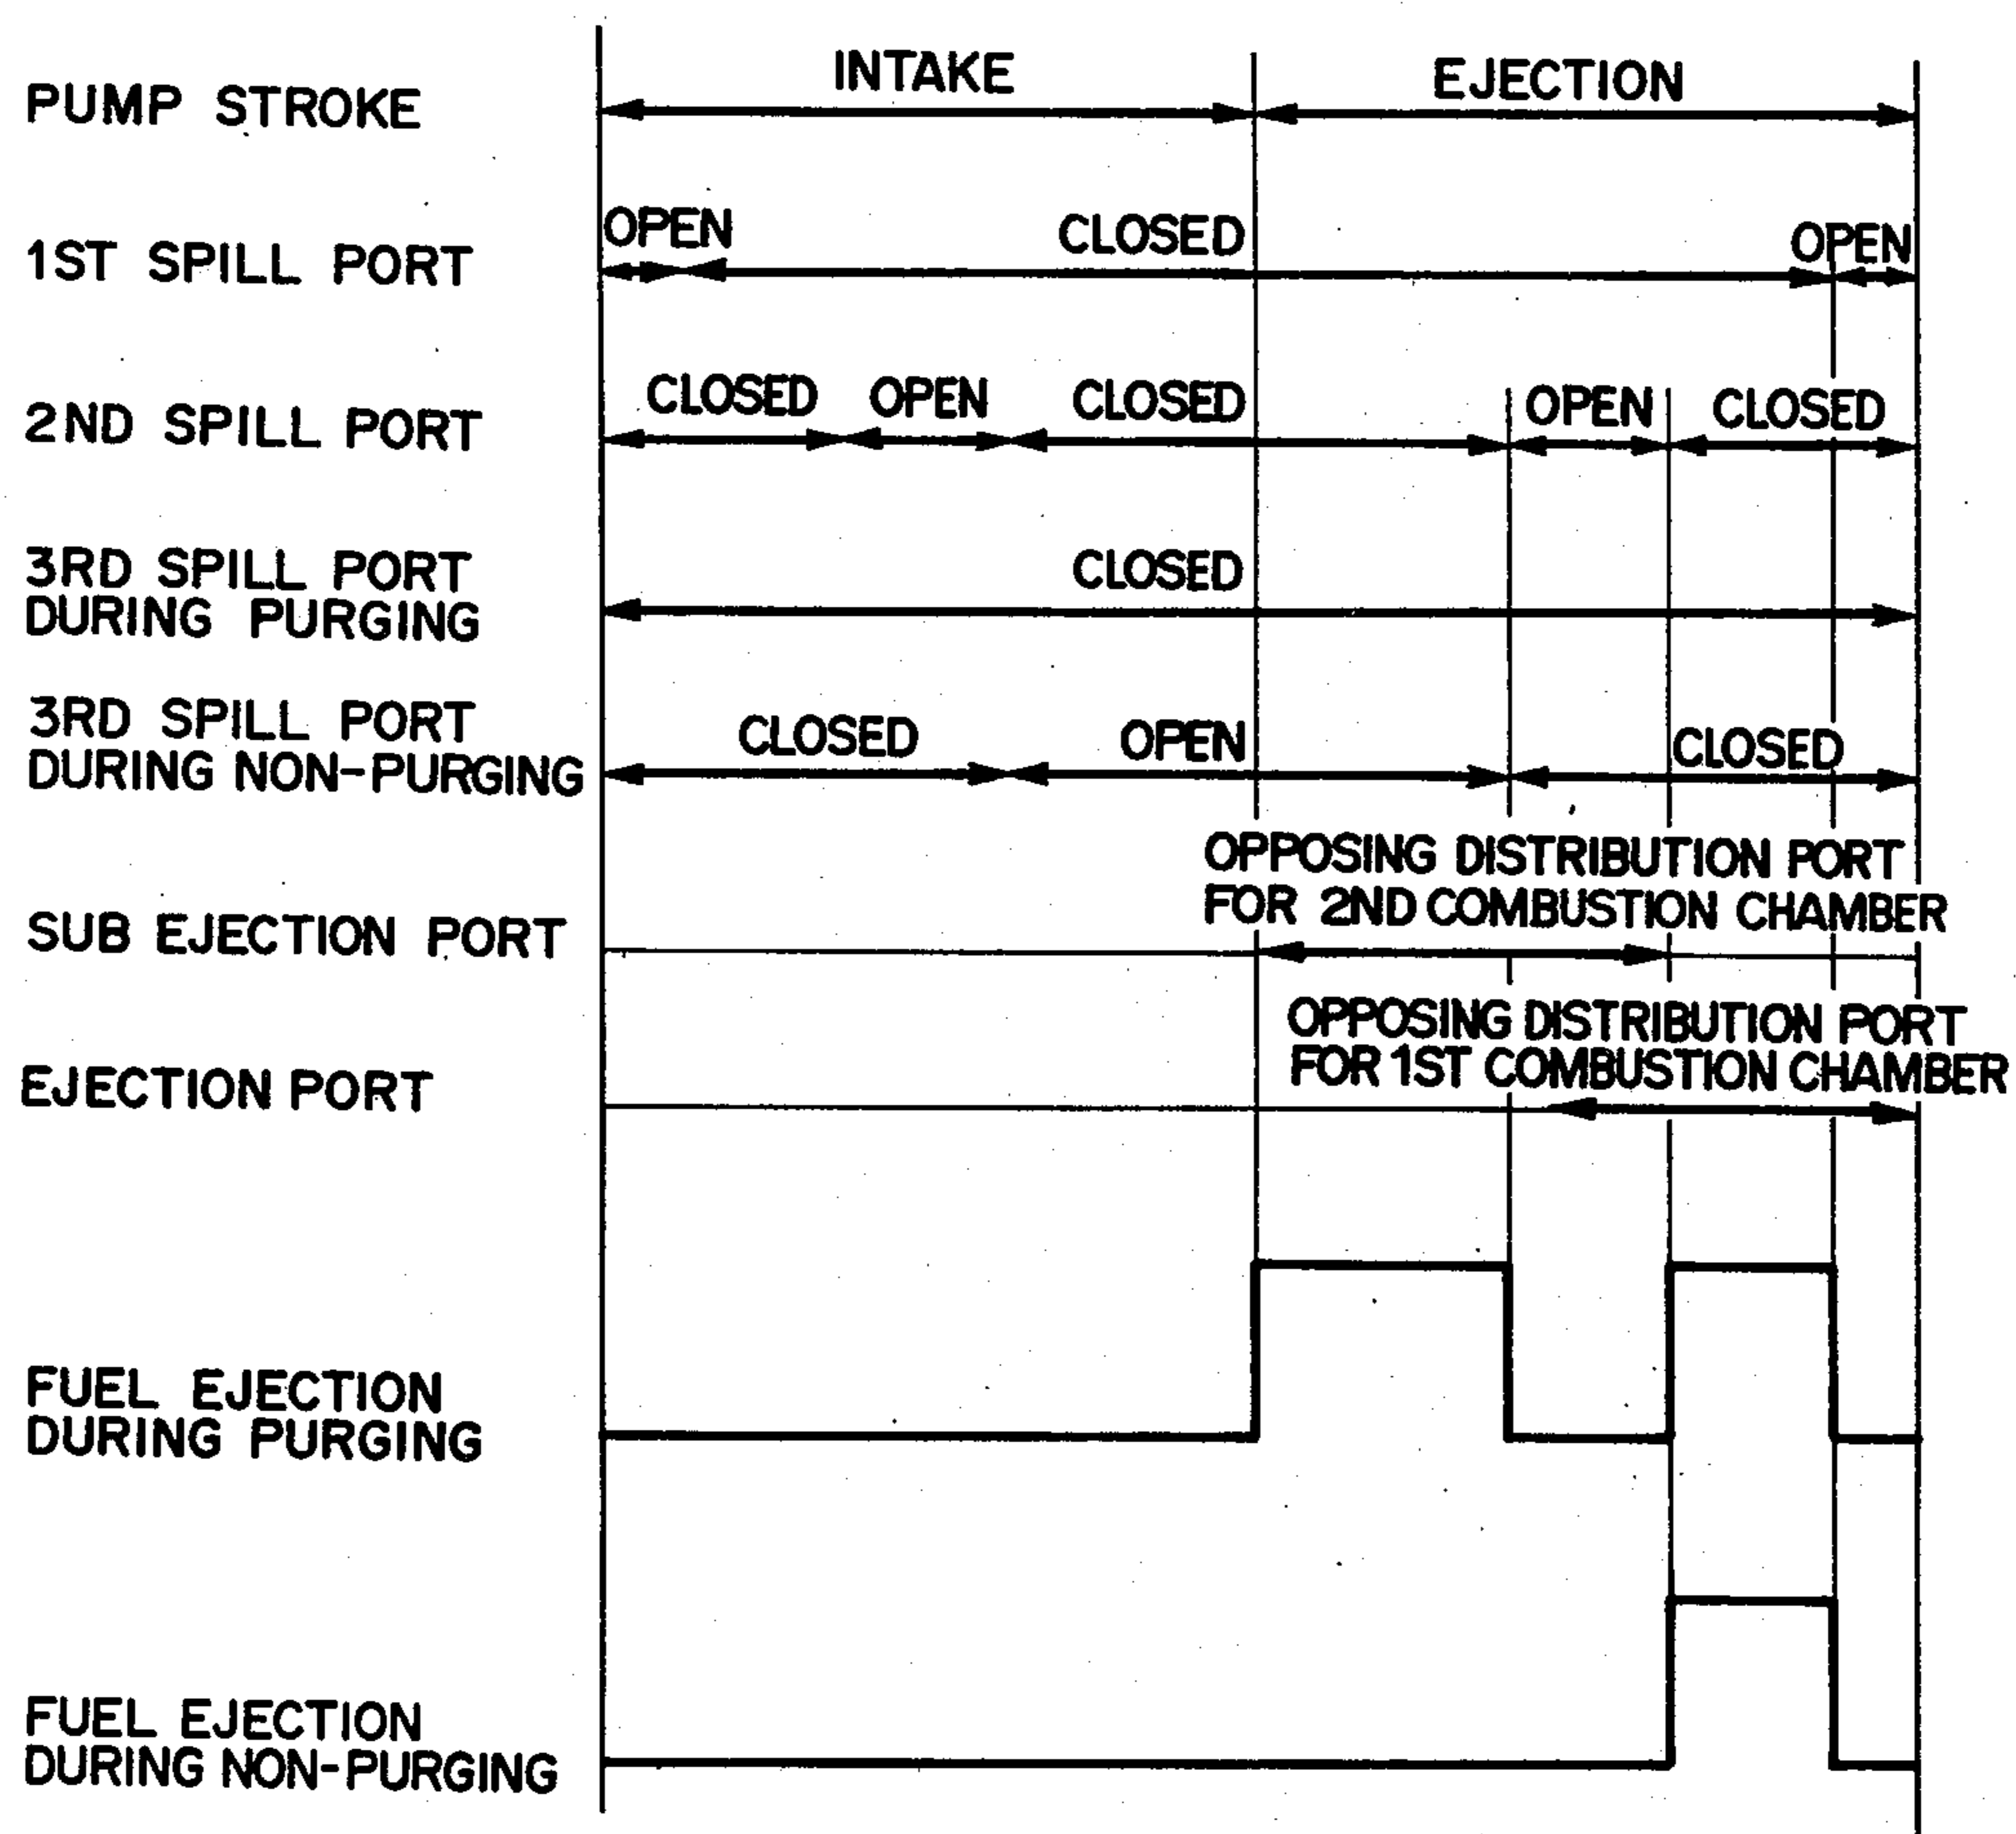 INTAKE
EJECTION
PUMP STROKE
OPEN
CLOSED
OPEN
1ST SPILL PORT
CLOSED
OPEN
CLOSED
OPEN
CLOSED
2ND SPILL PORT
3RD SPILL PORT
DURING PURGING
CLOSED
3RD SPILL PORT
DURING NON-PURGING
CLOSED
OPEN
CLOSED
OPPOSING DISTRIBUTION PORT
FOR 2ND COMBUSTION CHAMBER
SUB EJECTION PORT
OPPOSING DISTRIBUTION PORT
FOR 1ST COMBUSTION CHAMBER
EJECTION PORT
FUEL EJECTION
DURING PURGING
FUEL EJECTION
DURING NON-PURGING